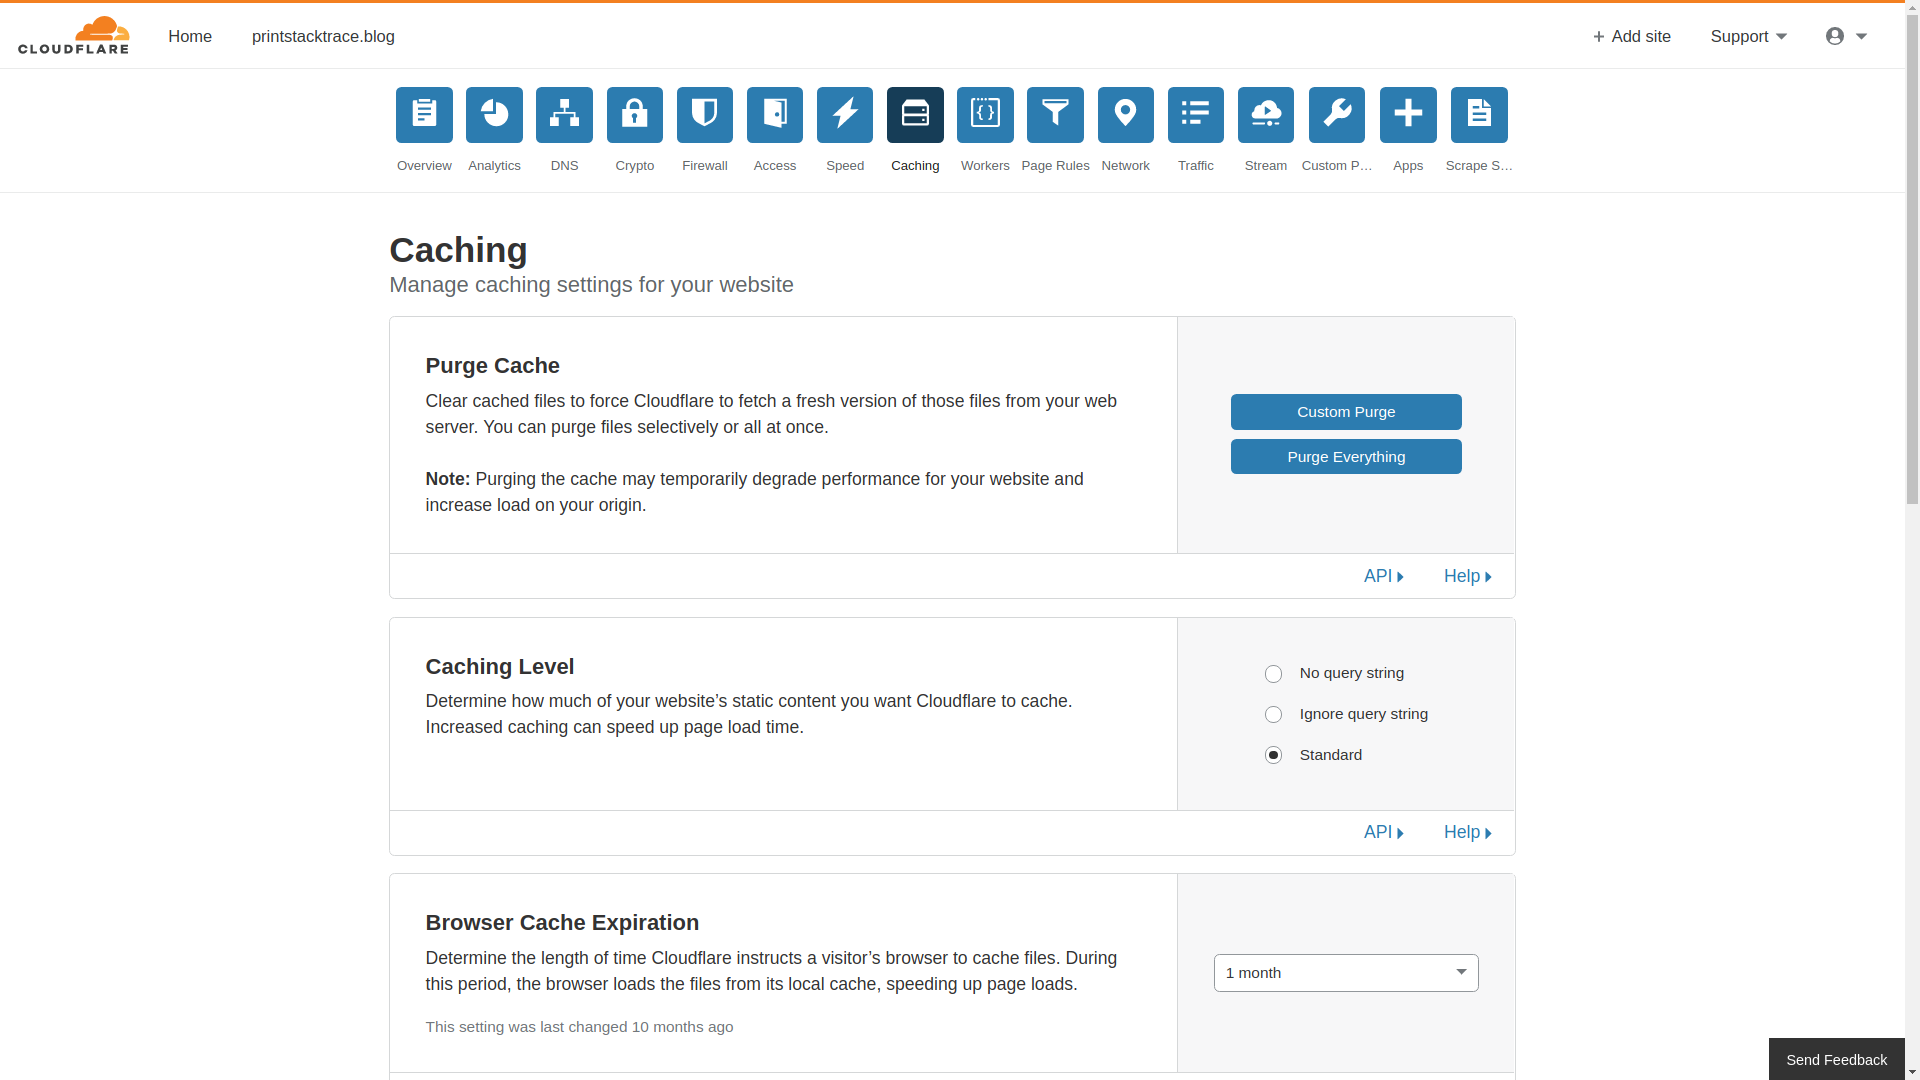 CLOUDFLARE
Home
printstacktrace.blog
+ Add site
Support
Overview
Analytics
DNS
Crypto
Firewall
Access
Speed
Caching
Workers
Page Rules
Network
Traffic
Stream
Custom P…
Apps
Scrape S…
Caching
Manage caching settings for your website
Purge Cache
Clear cached files to force Cloudflare to fetch a fresh version of those files from your web
server. You can purge files selectively or all at once.
Note: Purging the cache may temporarily degrade performance for your website and
increase load on your origin.
Custom Purge
Purge Everything
API
Help
Caching Level
Determine how much of your website’s static content you want Cloudflare to cache.
Increased caching can speed up page load time.
No query string
Ignore query string
Standard
API
Help
Browser Cache Expiration
Determine the length of time Cloudflare instructs a visitor’s browser to cache files. During
this period, the browser loads the files from its local cache, speeding up page loads.
This setting was last changed 10 months ago
1 month
Send Feedback